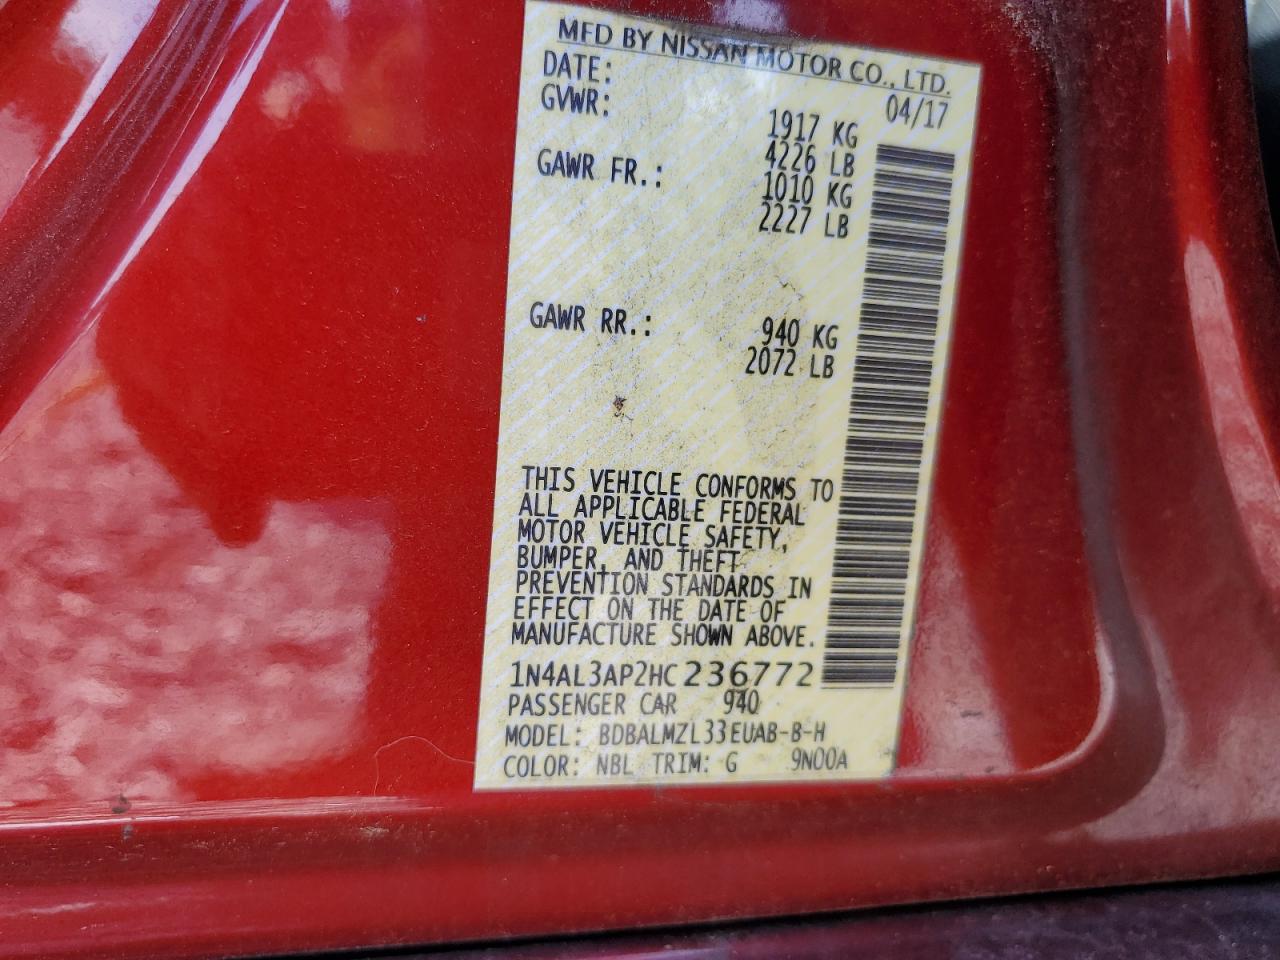 MFD BY NISSAN MOTOR CO., LTD.
DATE: 04/17
GVWR: 1917 KG
4226 LB
GAWR FR.: 1010 KG
2227 LB
GAWR RR.: 940 KG
2072 LB
THIS VEHICLE CONFORMS TO
ALL APPLICABLE FEDERAL
MOTOR VEHICLE SAFETY,
BUMPER, AND THEFT
PREVENTION STANDARDS IN
EFFECT ON THE DATE OF
MANUFACTURE SHOWN ABOVE.
1N4AL3AP2HC236772
PASSENGER CAR 940
MODEL: BDBALMZL33EUAB-B-H
COLOR: NBL TRIM: G 9N00A